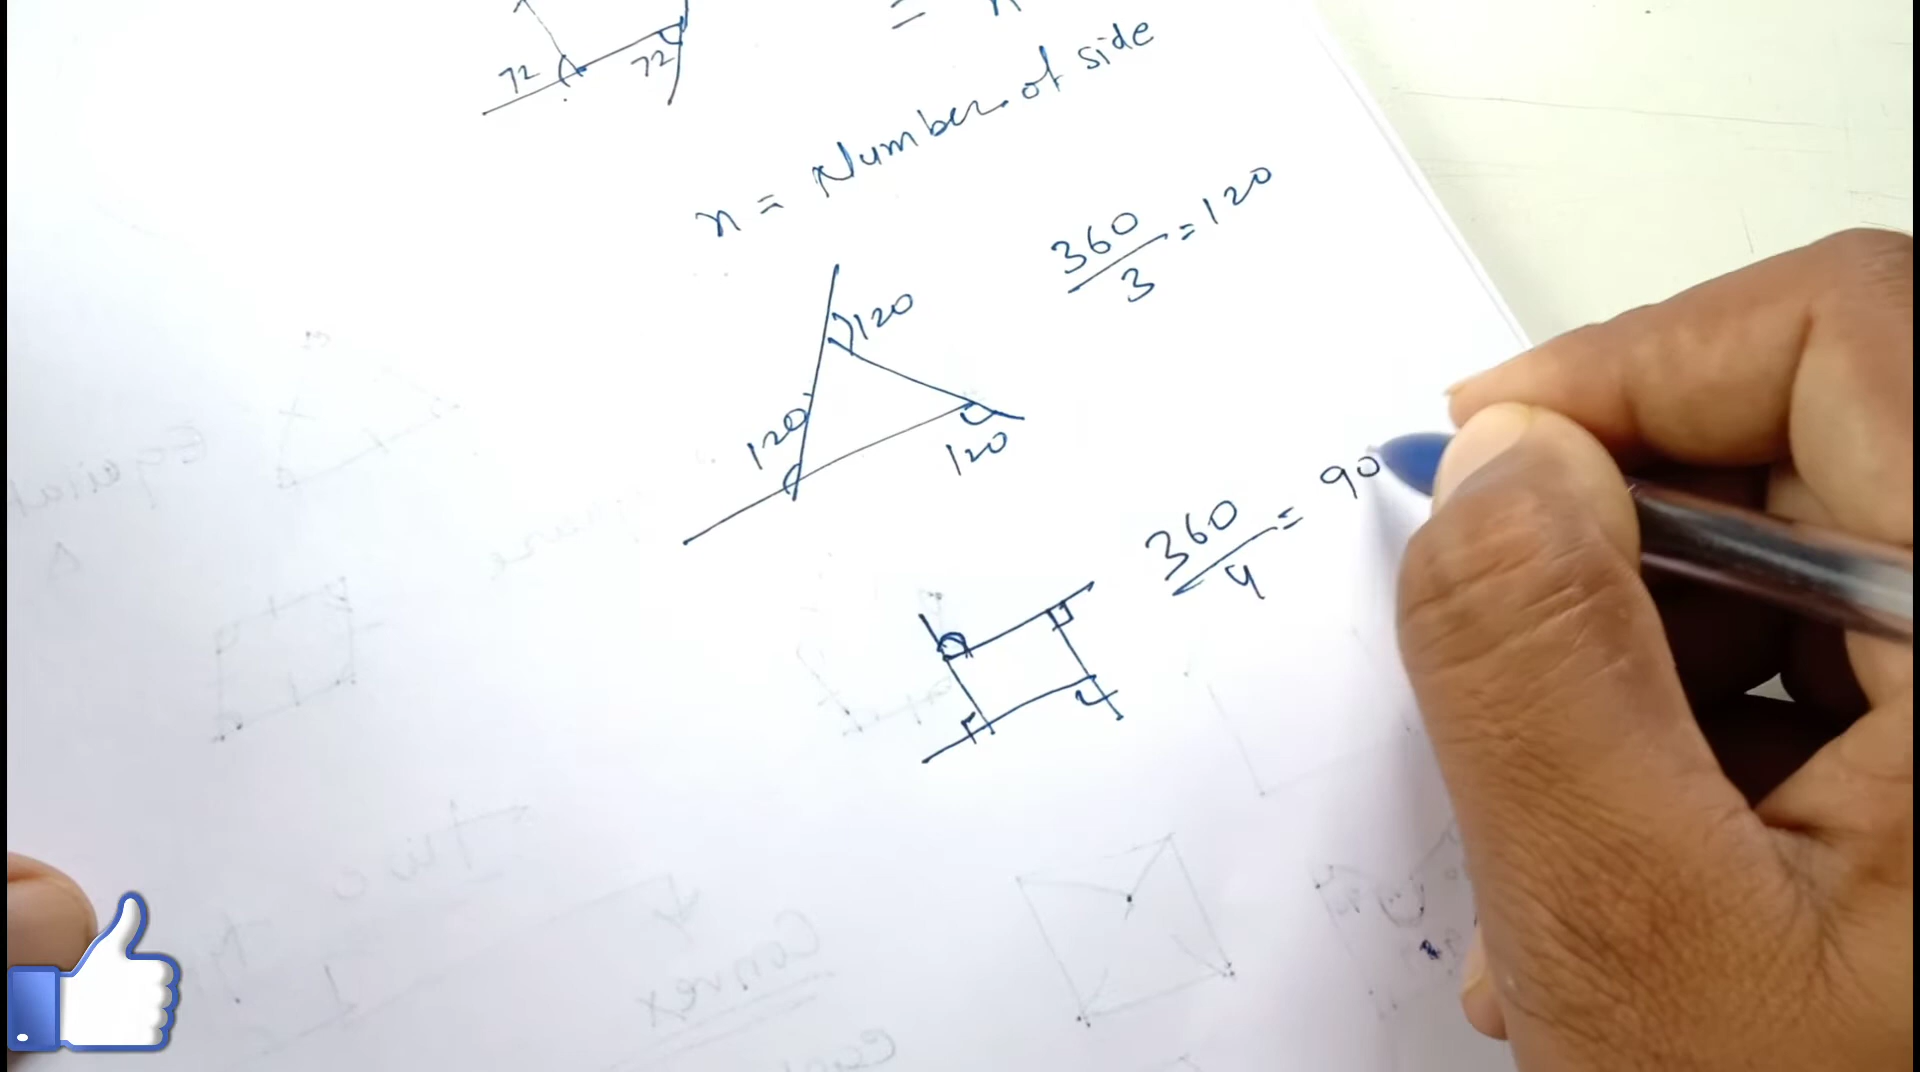 72 72
n = Number of side
360/3 = 120
120
120
120
360/4 = 90